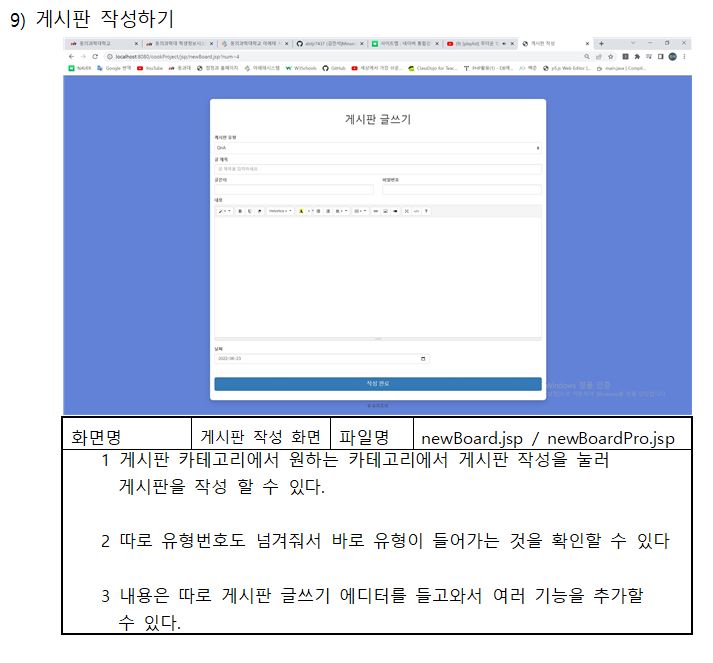 9) 게시판 작성하기
localhost:8080/cookProject/jsp/newBoard.jsp?num=4
게시판 글쓰기
게시판 유형
QnA
글 제목
글 제목을 입력하세요
글쓴이 비밀번호
내용
날짜
2022-06-23
작성 완료
Windows 정품 인증
화면명 게시판 작성 화면 파일명 newBoard.jsp / newBoardPro.jsp
1 게시판 카테고리에서 원하는 카테고리에서 게시판 작성을 눌러
게시판을 작성 할 수 있다.
2 따로 유형번호도 넘겨줘서 바로 유형이 들어가는 것을 확인할 수 있다
3 내용은 따로 게시판 글쓰기 에디터를 들고와서 여러 기능을 추가할
수 있다.